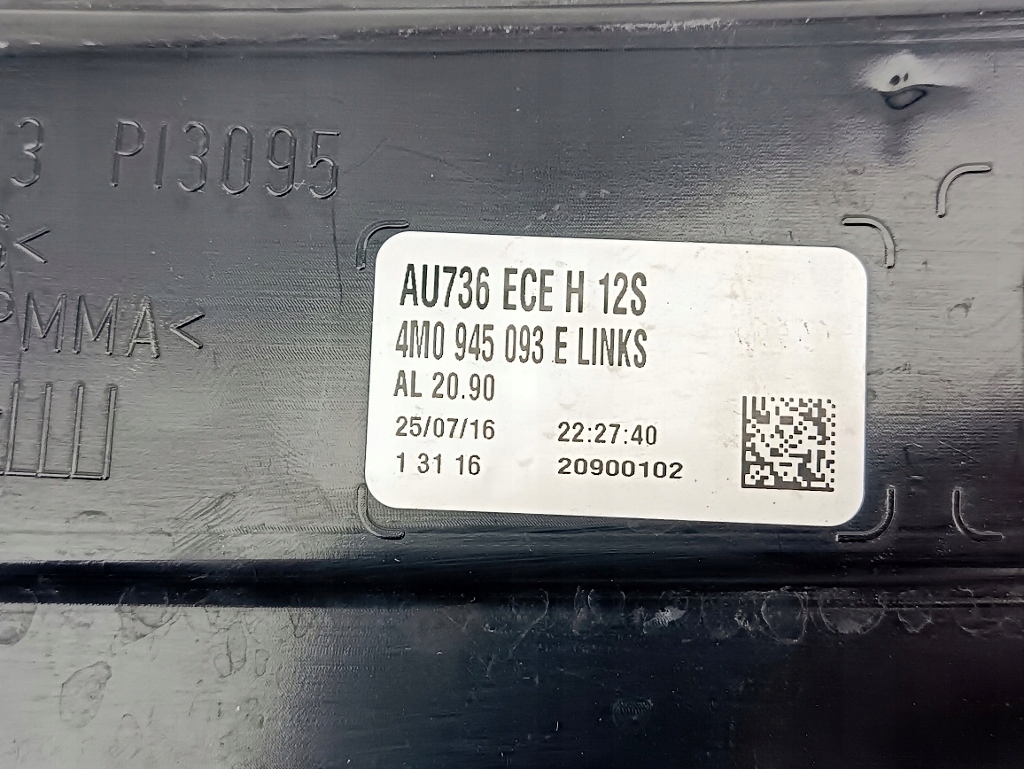 3 PI3095
PMMA<
AU736 ECE H 12S
4M0 945 093 E LINKS
AL 20.90
25/07/16 22:27:40
1 31 16 20900102